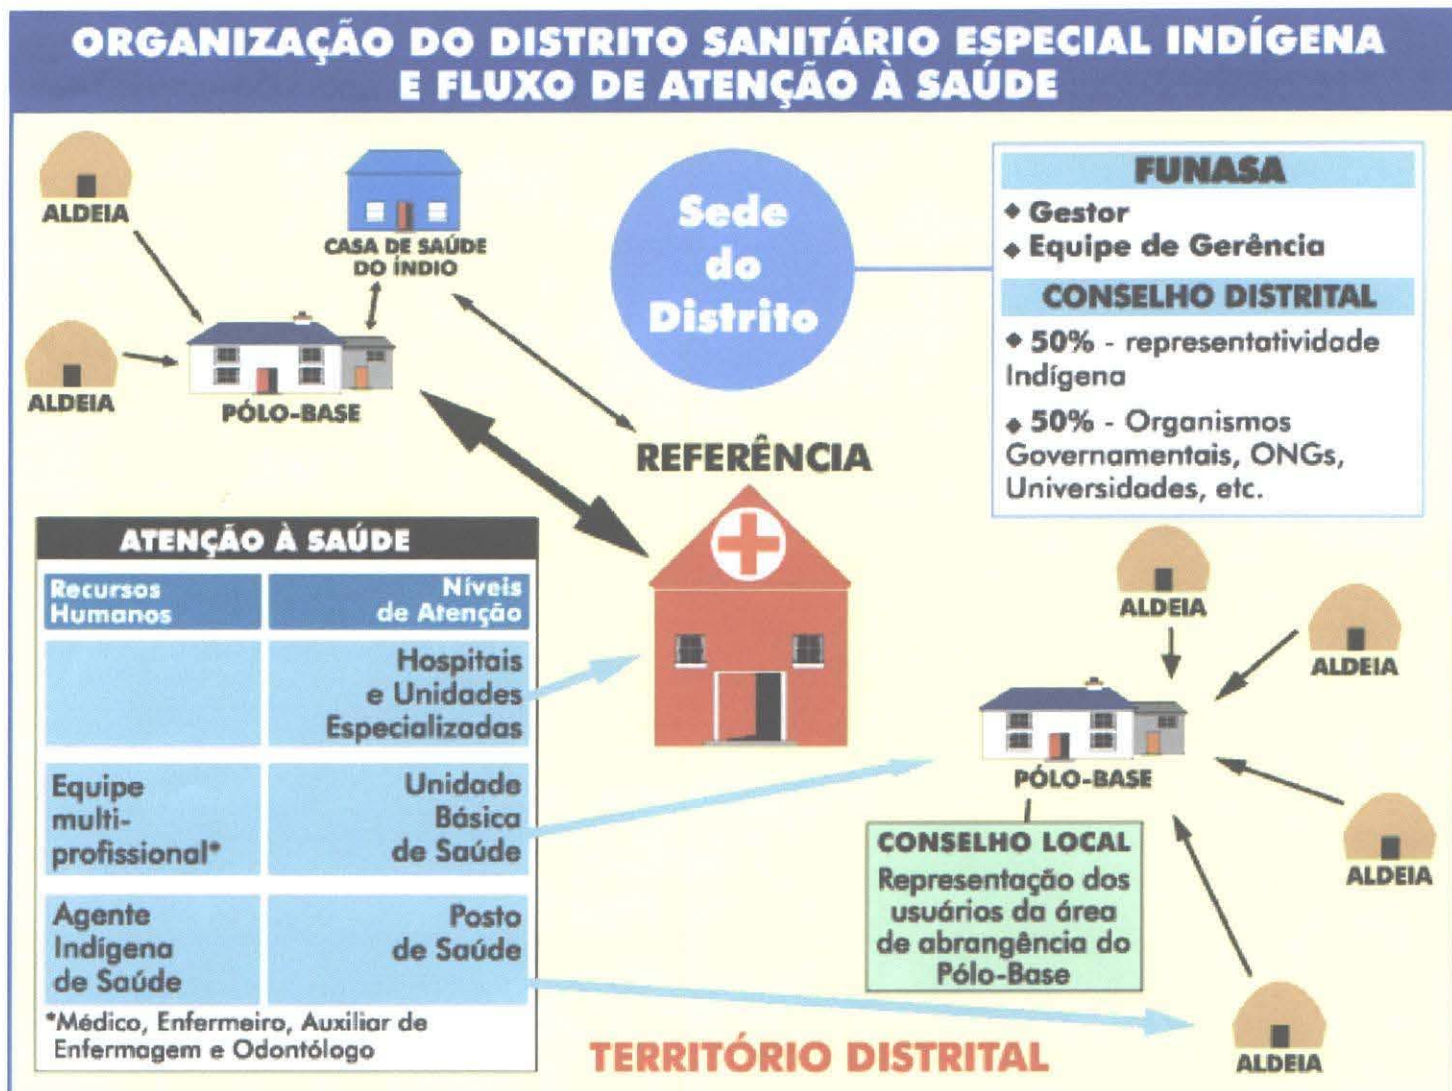 ORGANIZAÇÃO DO DISTRITO SANITÁRIO ESPECIAL INDÍGENA
E FLUXO DE ATENÇÃO À SAÚDE
ALDEIA
CASA DE SAÚDE
DO ÍNDIO
ALDEIA
PÓLO-BASE
Sede
do
Distrito
FUNASA
◆ Gestor
◆ Equipe de Gerência
CONSELHO DISTRITAL
◆ 50% - representatividade
Indígena
◆ 50% - Organismos
Governamentais, ONGs,
Universidades, etc.
REFERÊNCIA
ATENÇÃO À SAÚDE
Recursos
Humanos
Níveis
de Atenção
Hospitais
e Unidades
Especializadas
Equipe
multi-
profissional*
Unidade
Básica
de Saúde
Agente
Indígena
de Saúde
Posto
de Saúde
*Médico, Enfermeiro, Auxiliar de
Enfermagem e Odontólogo
ALDEIA
ALDEIA
PÓLO-BASE
ALDEIA
CONSELHO LOCAL
Representação dos
usuários da área
de abrangência do
Pólo-Base
ALDEIA
TERRITÓRIO DISTRITAL